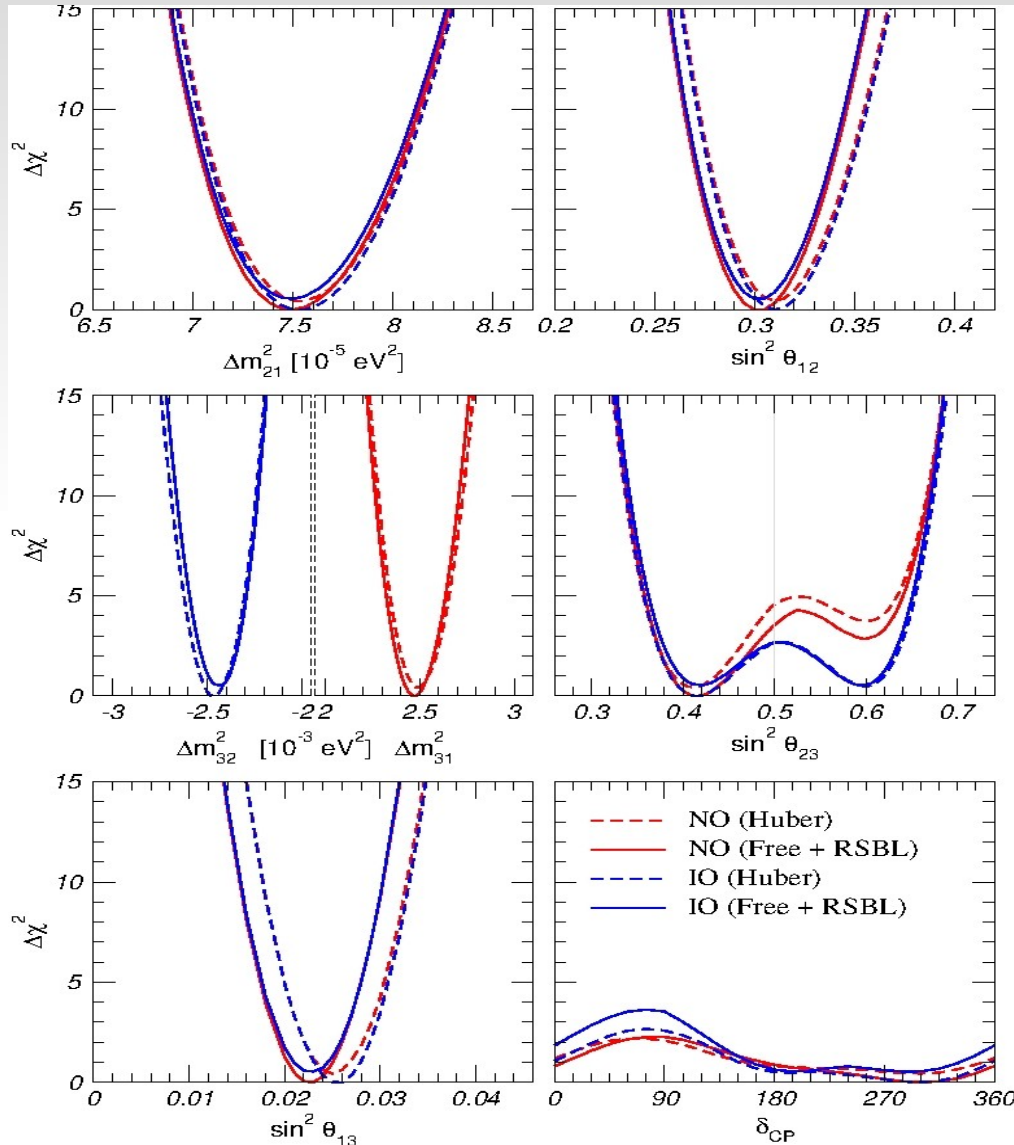 15
10
5
0
Δχ²
6.5 7 7.5 8 8.5
Δm²₂₁ [10⁻⁵ eV²]
0.2 0.25 0.3 0.35 0.4
sin² θ₁₂
15
10
5
0
Δχ²
-3 -2.5 -2 2 2.5 3
Δm²₃₂ [10⁻³ eV²] Δm²₃₁
0.3 0.4 0.5 0.6 0.7
sin² θ₂₃
15
10
5
0
Δχ²
0 0.01 0.02 0.03 0.04
sin² θ₁₃
NO (Huber)
NO (Free + RSBL)
IO (Huber)
IO (Free + RSBL)
0 90 180 270 360
δCP